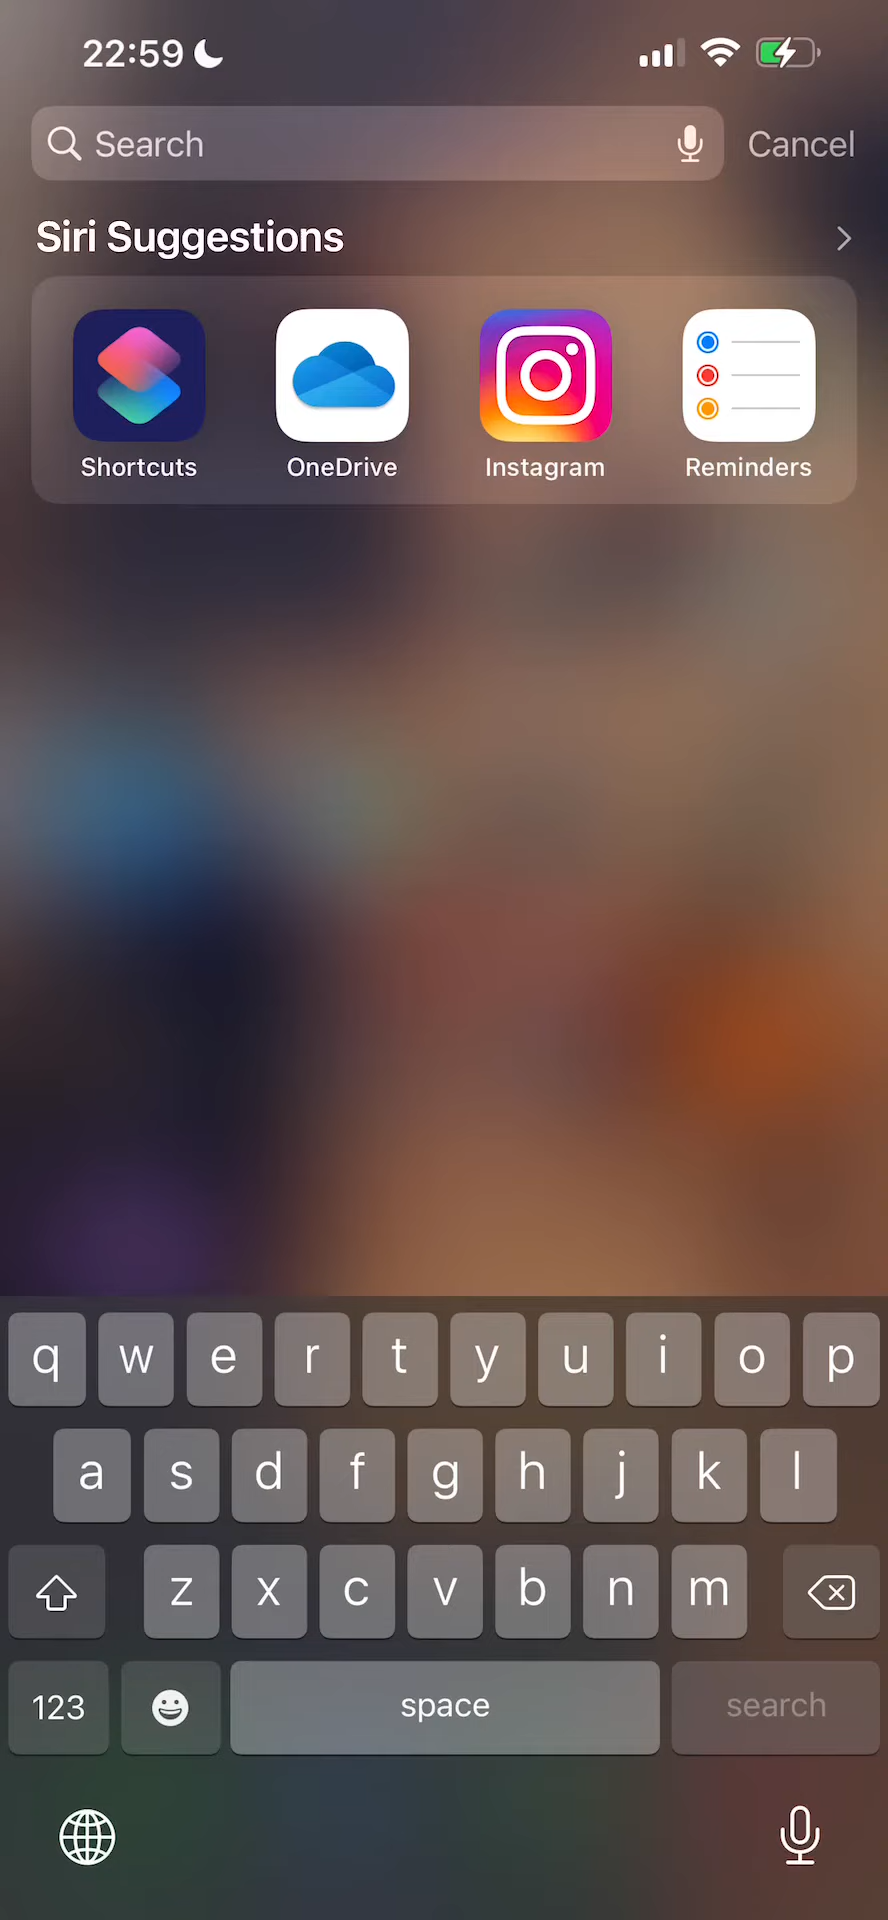 22:59
Search
Cancel
Siri Suggestions
Shortcuts OneDrive Instagram Reminders
q w e r t y u i o p
a s d f g h j k l
z x c v b n m
123 space search